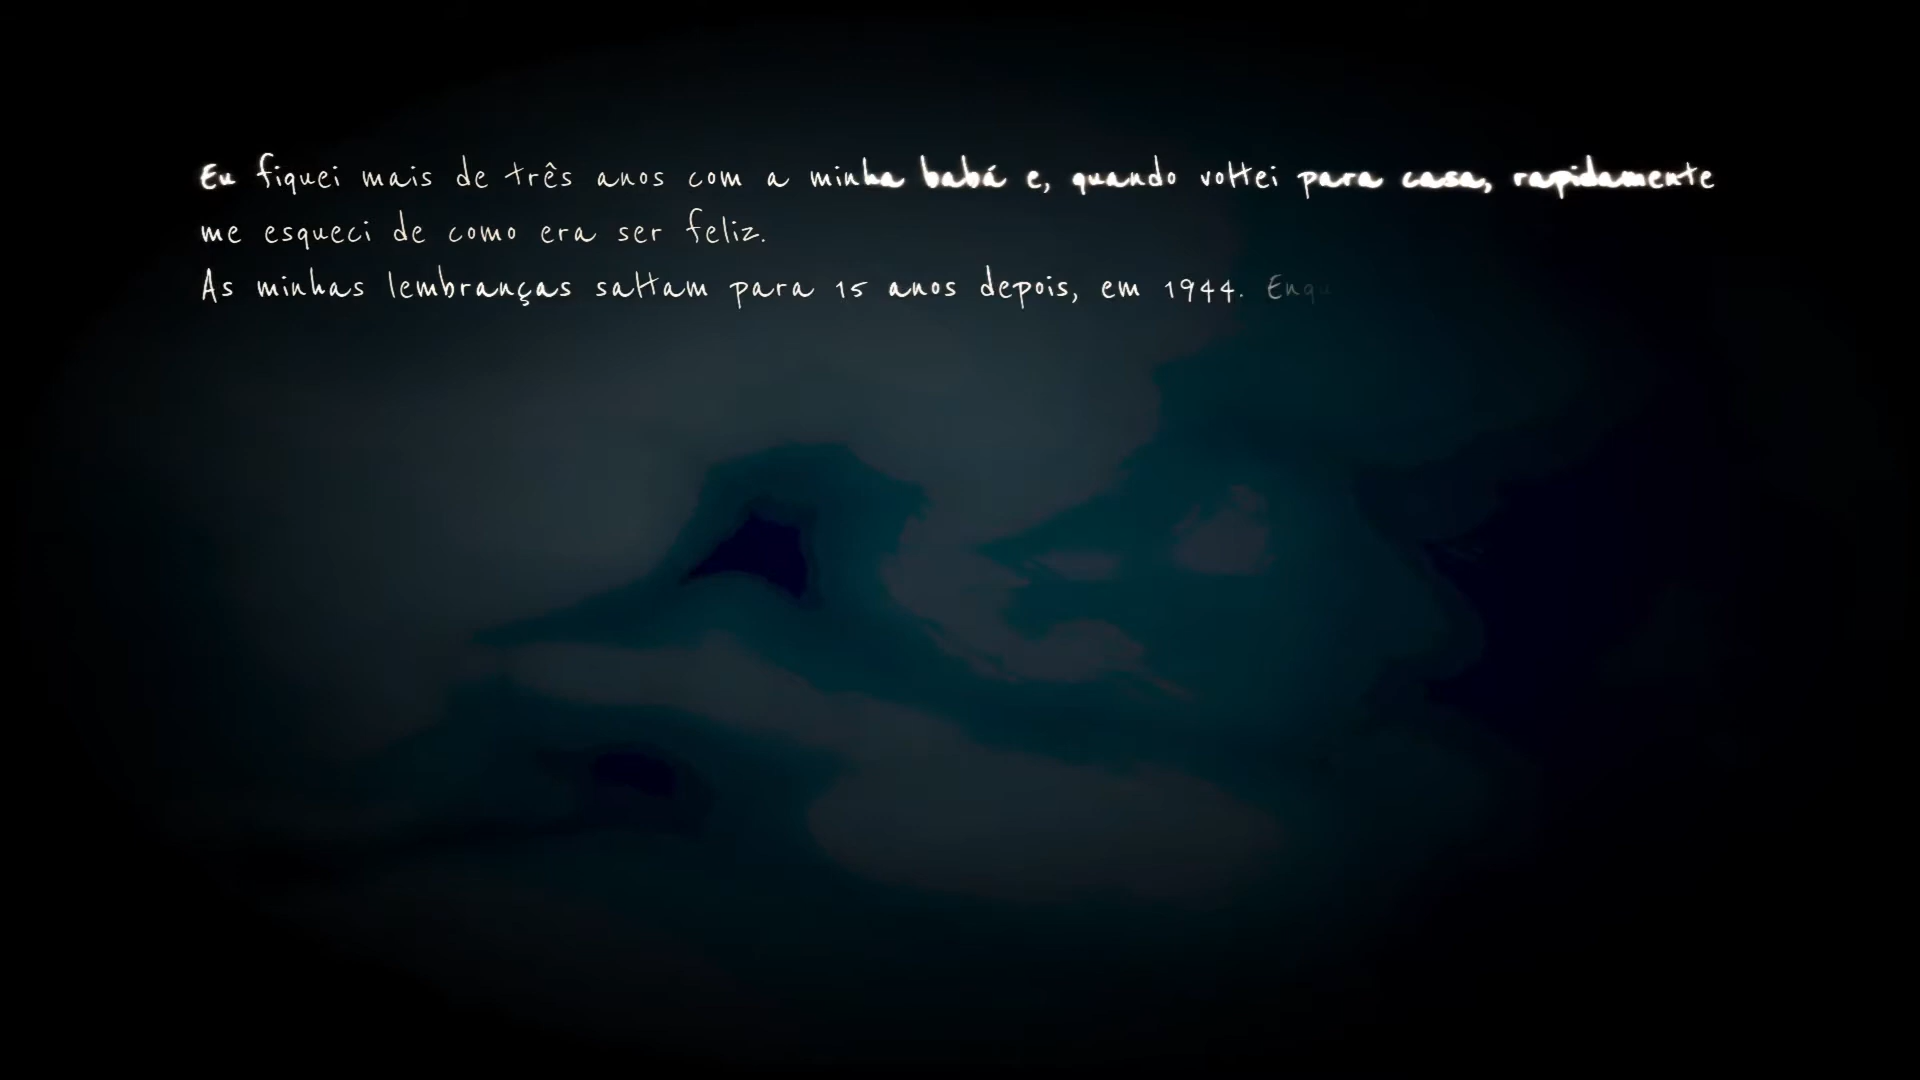 Eu fiquei mais de três anos com a minha babá e, quando voltei para casa, rapidamente
me esqueci de como era ser feliz.
As minhas lembranças saltam para 15 anos depois, em 1944. Enqu